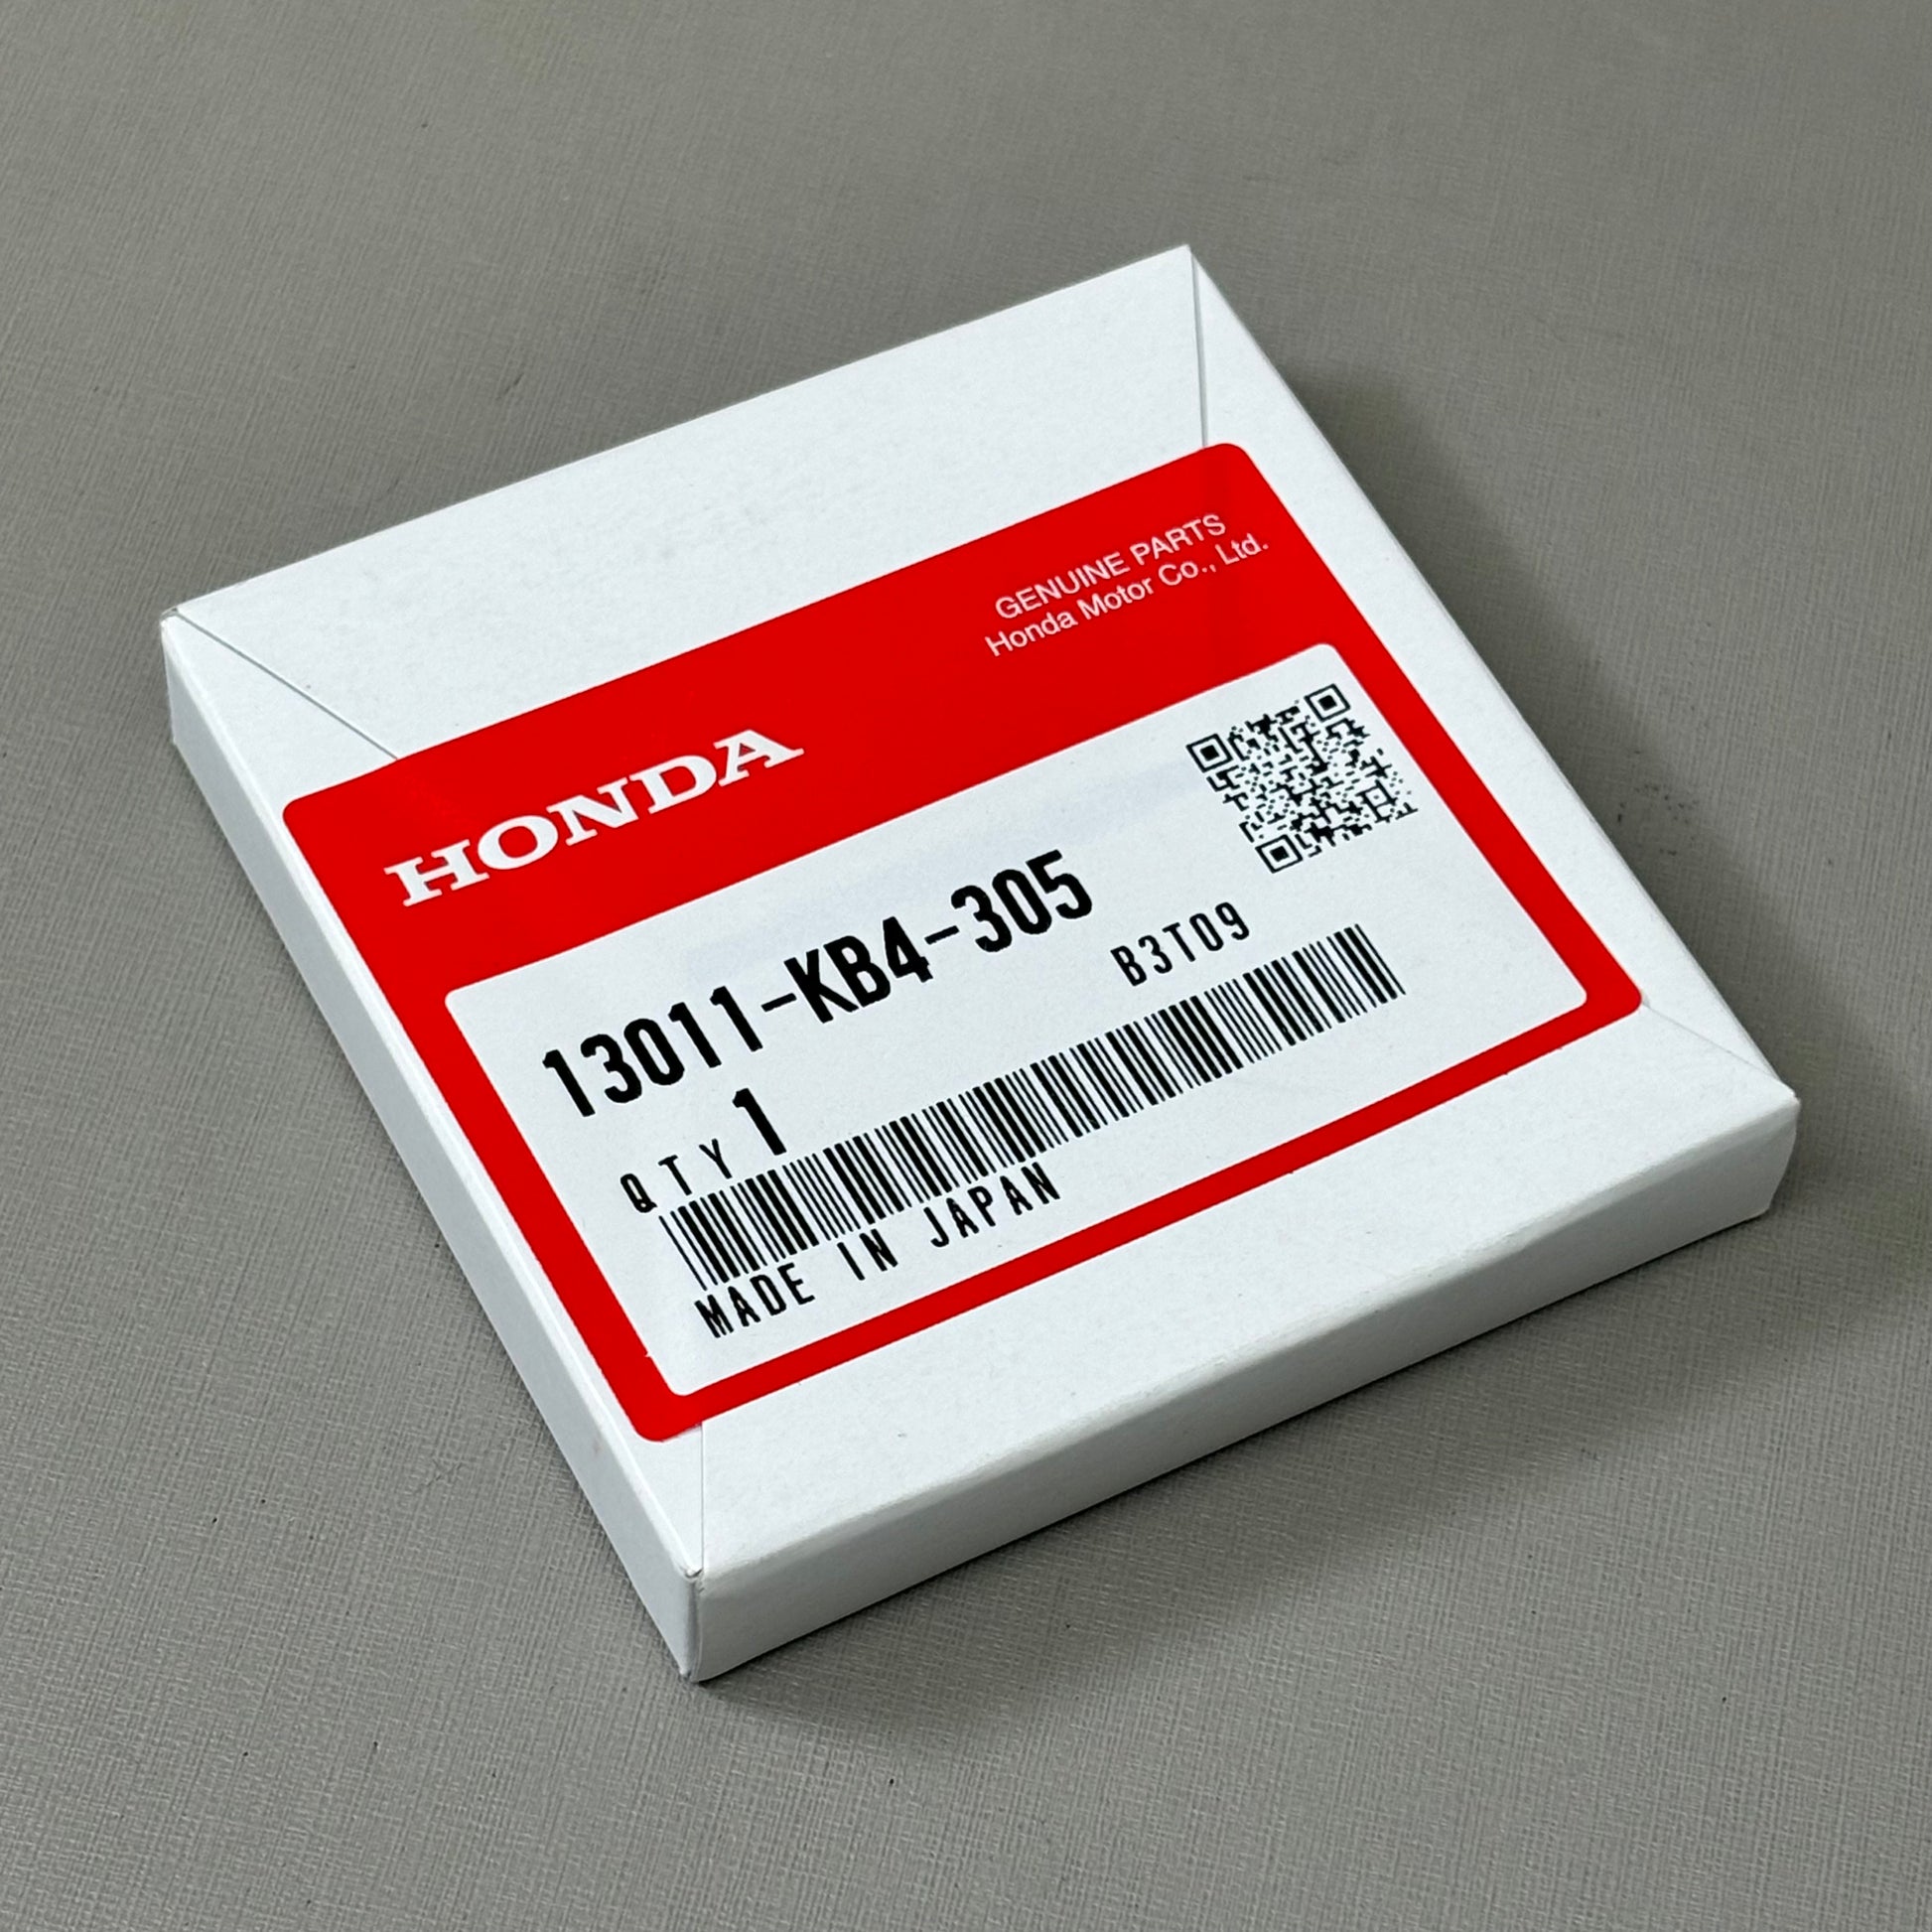 HONDA
GENUINE PARTS
Honda Motor Co., Ltd.
13011-KB4-305
QTY 1
B3T09
MADE IN JAPAN